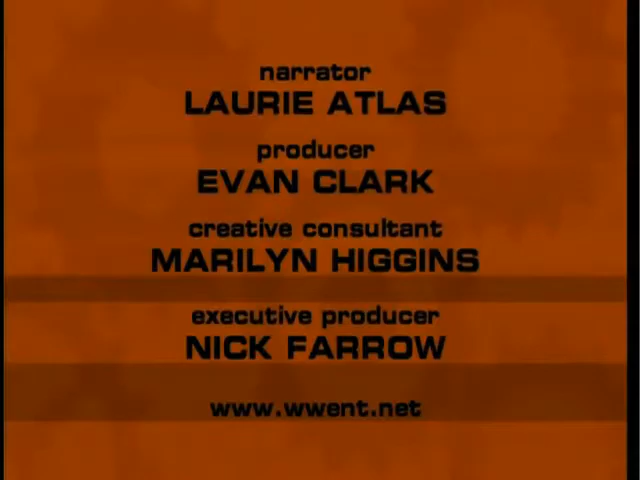 narrator
LAURIE ATLAS
producer
EVAN CLARK
creative consultant
MARILYN HIGGINS
executive producer
NICK FARROW
www.wwent.net